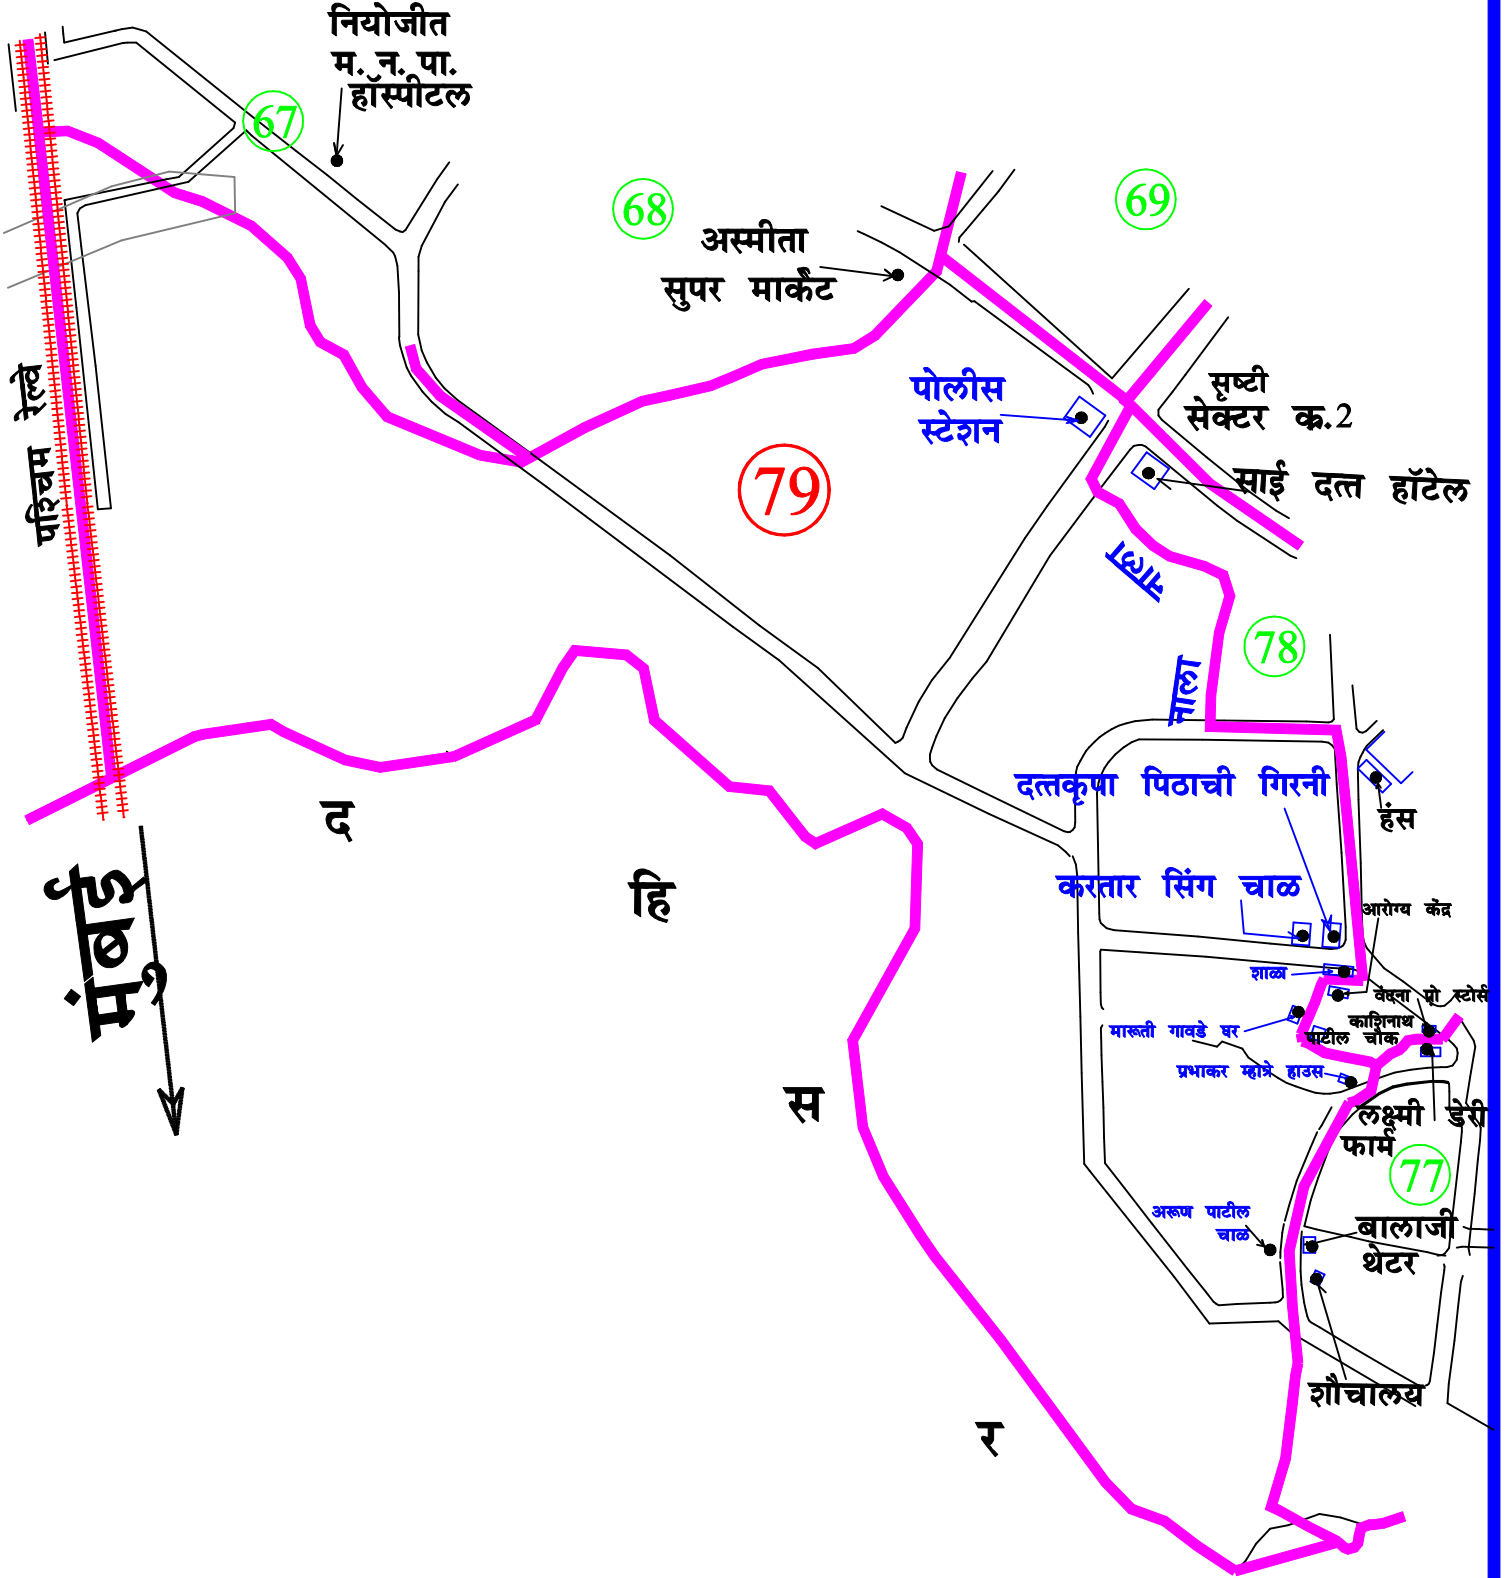 नियोजीत
म. न. पा.
हॉस्पीटल
67
68
69
अस्मीता
सुपर मार्केट
पश्चिम रेल्वे
पोलीस
स्टेशन
सृष्टी
सेक्टर क्र.2
साई दत्त हॉटेल
79
नाला
नाला
78
दत्तकृपा पिठाची गिरनी
हंस
द
हि
स
र
मुंबई
करतार सिंग चाळ
आरोग्य केंद्र
शाळा
वंदना प्रो स्टोर्स
काशिनाथ
पाटील चौक
मारूती गावडे घर
प्रभाकर म्हात्रे हाउस
लक्ष्मी डेरी
फार्म
77
अरूण पाटील
चाळ
बालाजी
थेटर
शौचालय